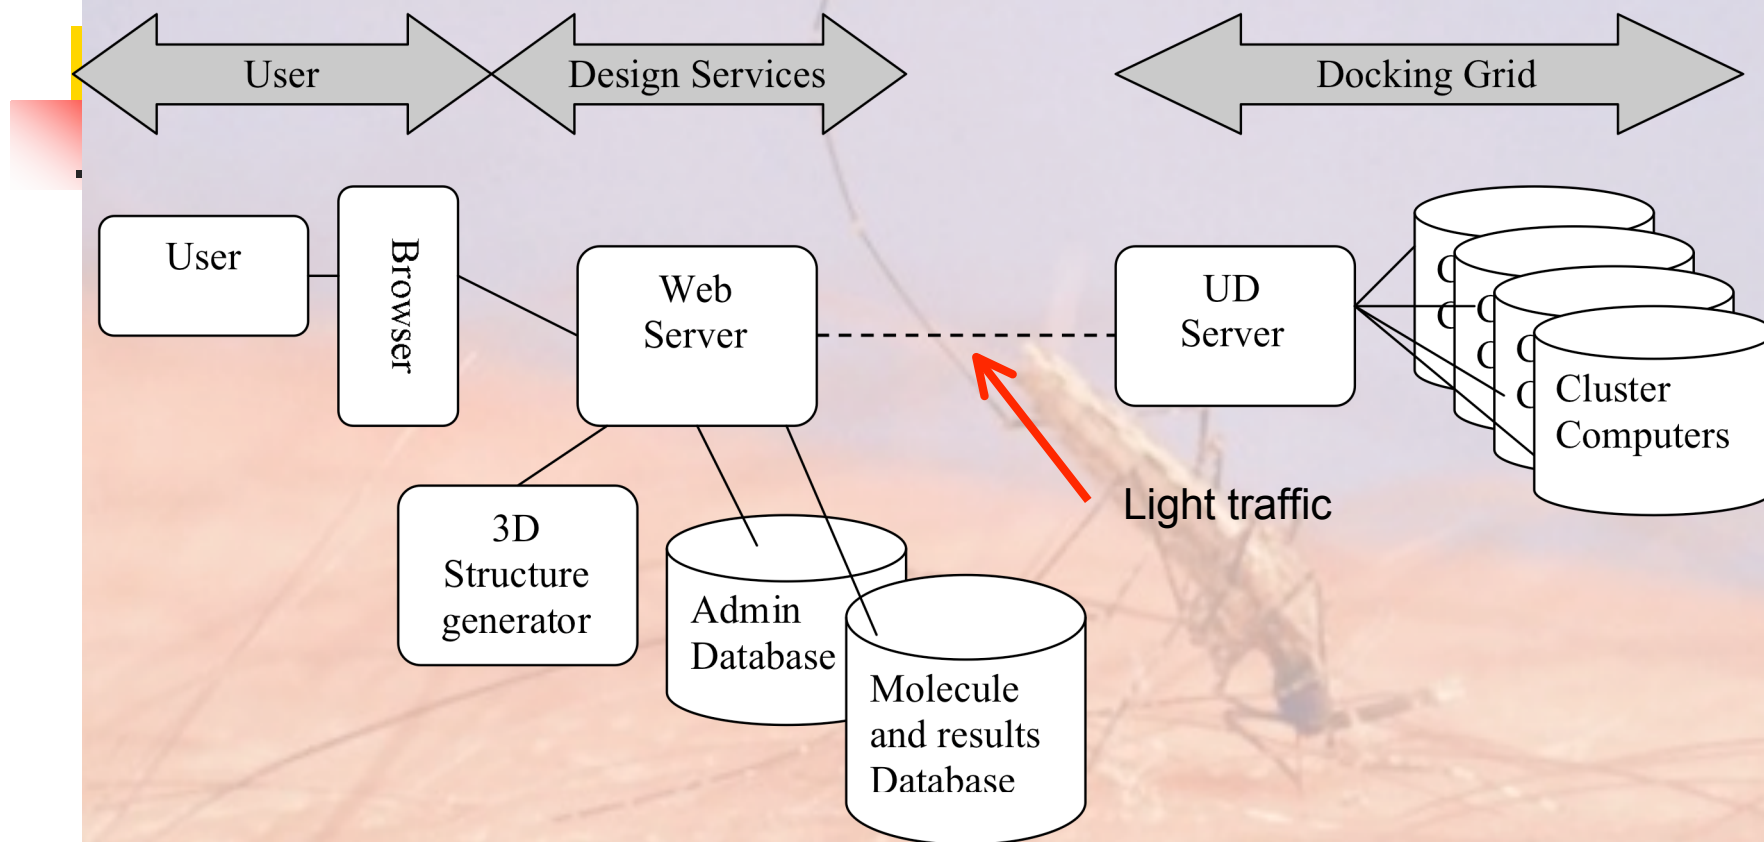 User
Design Services
Docking Grid
User
Browser
Web
Server
UD
Server
C
C
C
C
C
C
Cluster
Computers
Light traffic
3D
Structure
generator
Admin
Database
Molecule
and results
Database